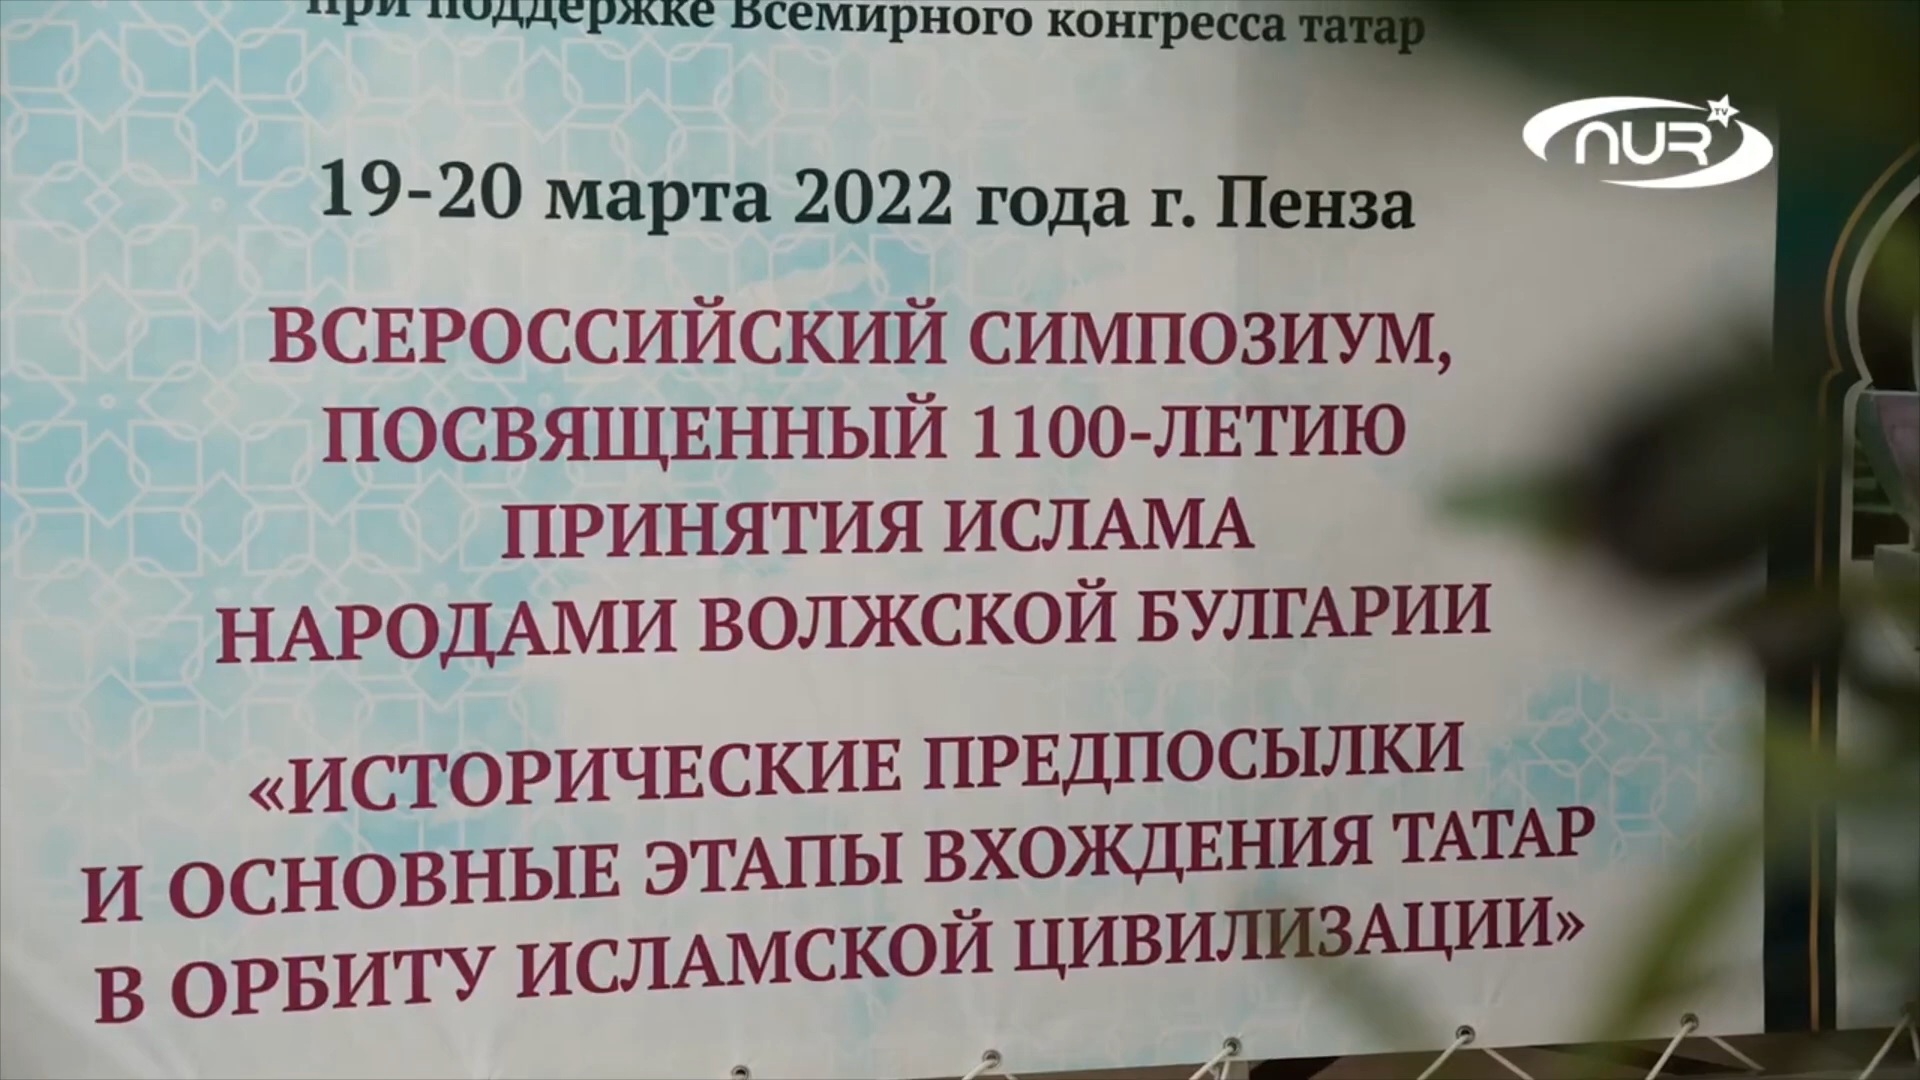 при поддержке Всемирного конгресса татар
NUR TV
19-20 марта 2022 года г. Пенза
ВСЕРОССИЙСКИЙ СИМПОЗИУМ,
ПОСВЯЩЕННЫЙ 1100-ЛЕТИЮ
ПРИНЯТИЯ ИСЛАМА
НАРОДАМИ ВОЛЖСКОЙ БУЛГАРИИ
«ИСТОРИЧЕСКИЕ ПРЕДПОСЫЛКИ
И ОСНОВНЫЕ ЭТАПЫ ВХОЖДЕНИЯ ТАТАР
В ОРБИТУ ИСЛАМСКОЙ ЦИВИЛИЗАЦИИ»